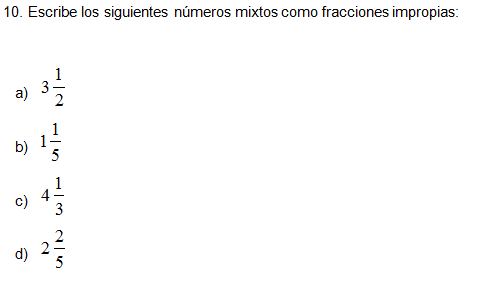 10. Escribe los siguientes números mixtos como fracciones impropias:
a) 3 1/2
b) 1 1/5
c) 4 1/3
d) 2 2/5